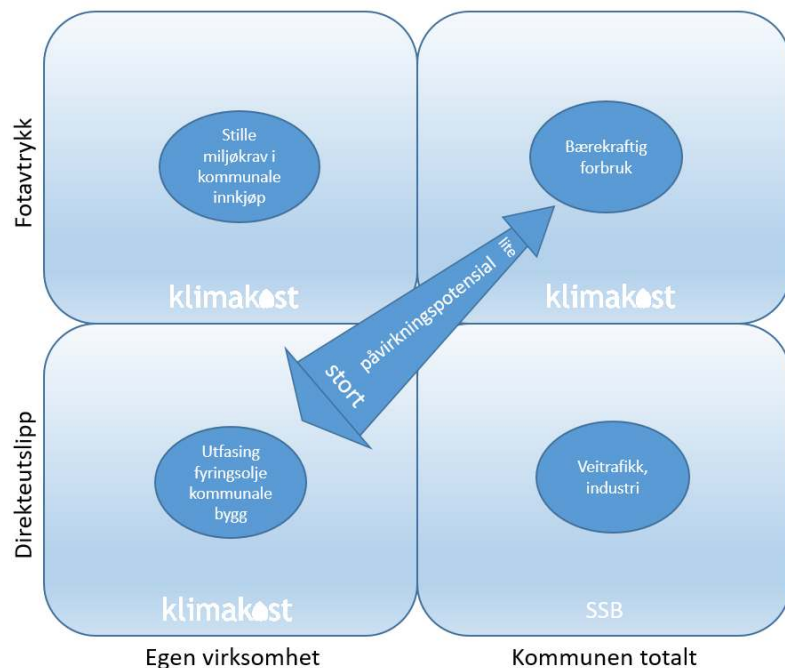 Fotavtrykk
Stille
miljøkrav i
kommunale
innkjøp
klimakost
Bærekraftig
forbruk
klimakost
lite
påvirkningspotensial
stort
Direkteutslipp
Utfasing
fyringsolje
kommunale
bygg
klimakost
Veitrafikk,
industri
SSB
Egen virksomhet
Kommunen totalt